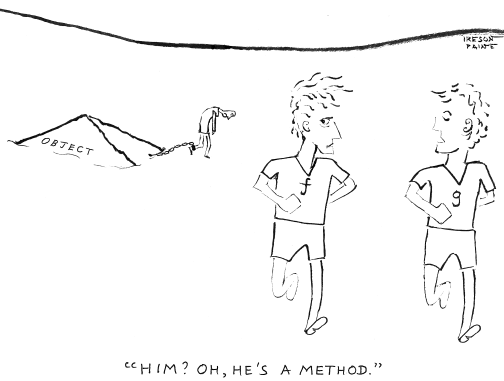 IRESON
PAINE
OBJECT
f
g
"HIM? OH, HE'S A METHOD."